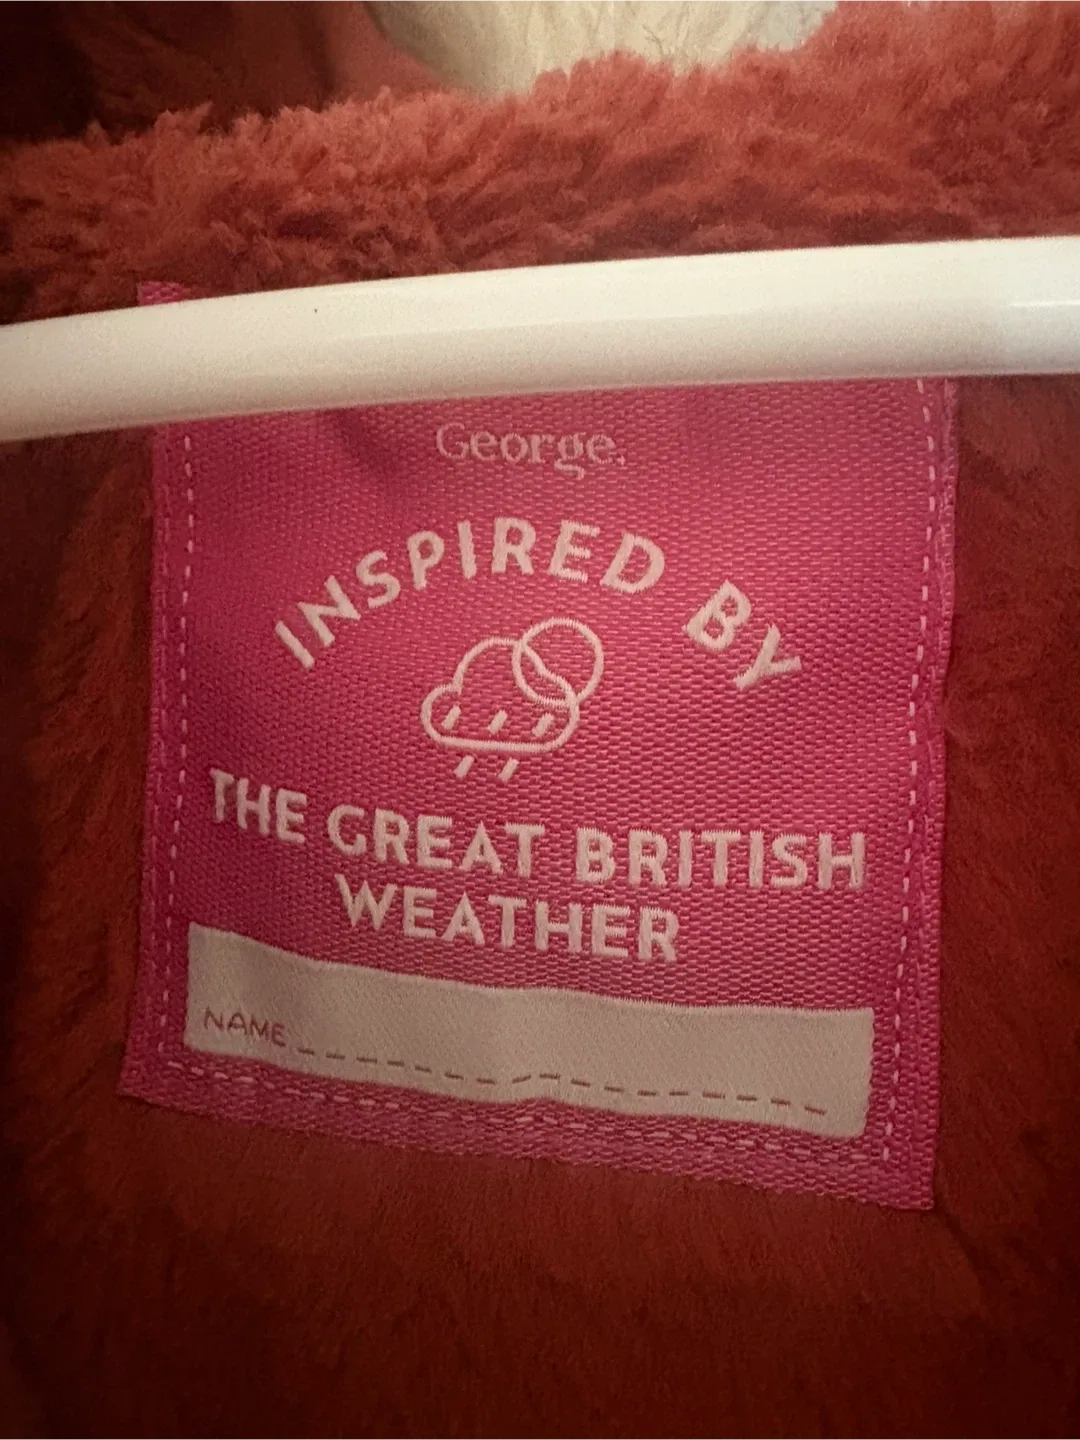 George.
INSPIRED BY
THE GREAT BRITISH
WEATHER
NAME